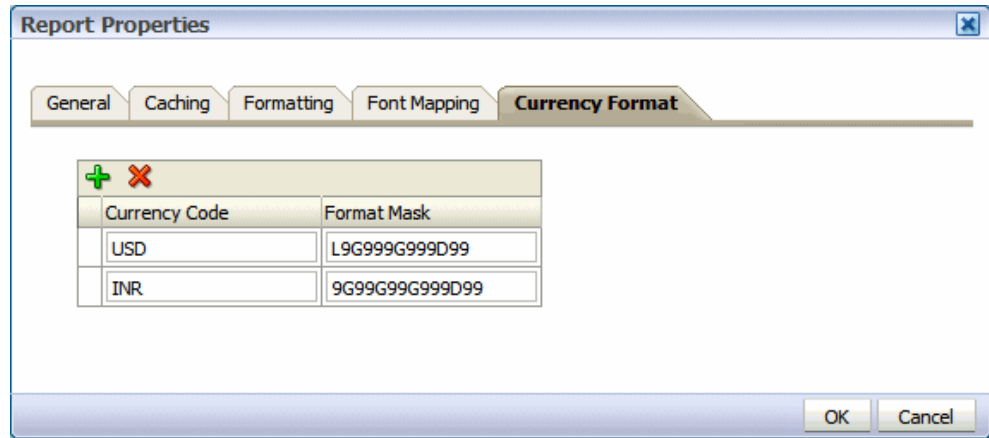 Report Properties
General Caching Formatting Font Mapping Currency Format
Currency Code Format Mask
USD L9G999G999D99
INR 9G99G99G999D99
OK Cancel